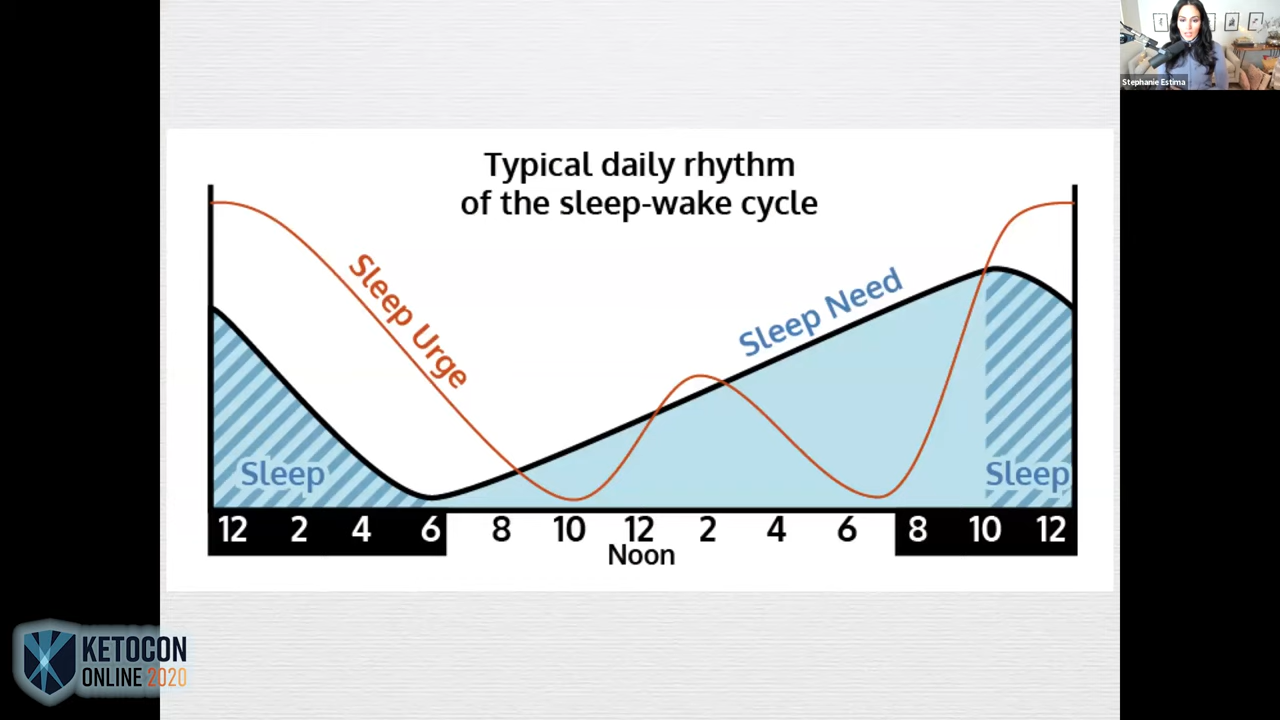 Stephanie Estima
Typical daily rhythm
of the sleep-wake cycle
Sleep Urge
Sleep Need
Sleep
Sleep
12 2 4 6 8 10 12 2 4 6 8 10 12
Noon
KETOCON
ONLINE 2020